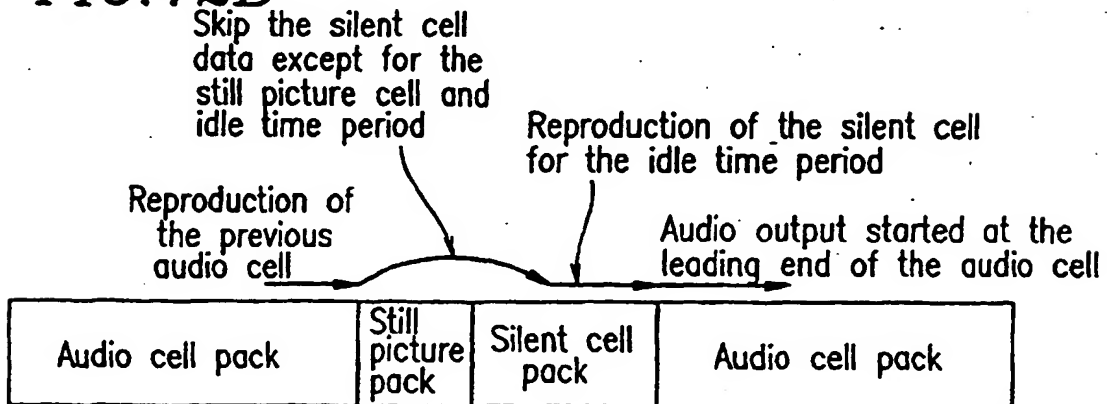 Skip the silent cell
data except for the
still picture cell and
idle time period
Reproduction of the silent cell
for the idle time period
Reproduction of
the previous
audio cell
Audio output started at the
leading end of the audio cell
Audio cell pack
Still
picture
pack
Silent cell
pack
Audio cell pack